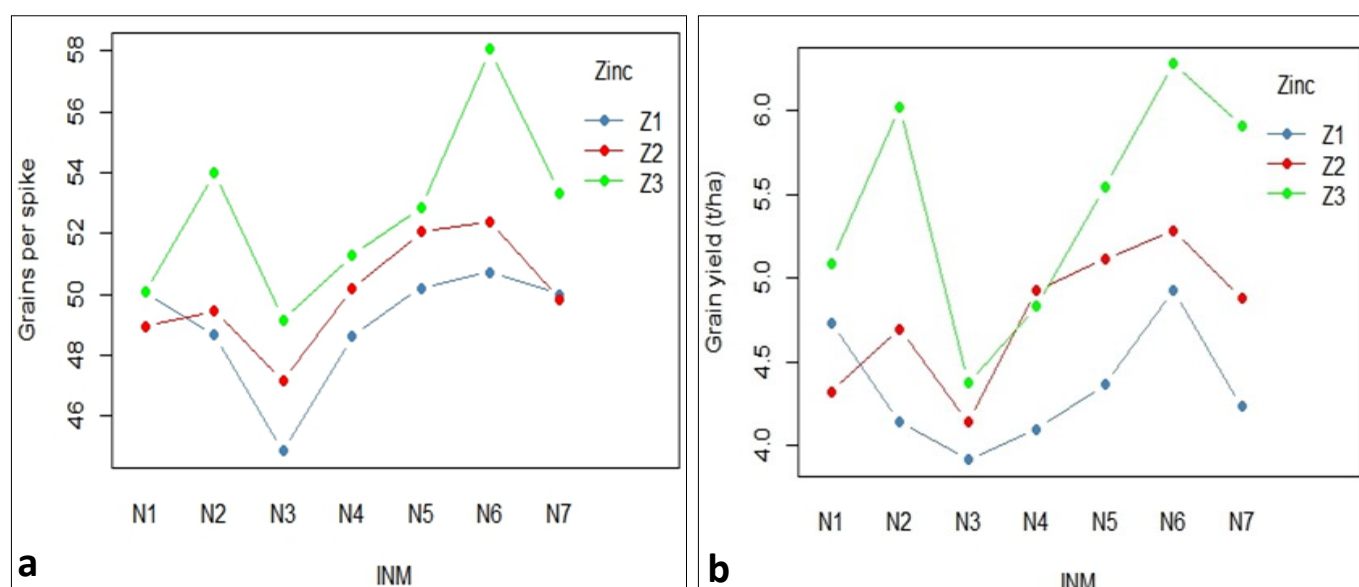 58
56
54
52
50
48
46
Grains per spike
Zinc
Z1
Z2
Z3
N1 N2 N3 N4 N5 N6 N7
INM
a
6.0
5.5
5.0
4.5
4.0
Grain yield (t/ha)
Zinc
Z1
Z2
Z3
N1 N2 N3 N4 N5 N6 N7
INM
b